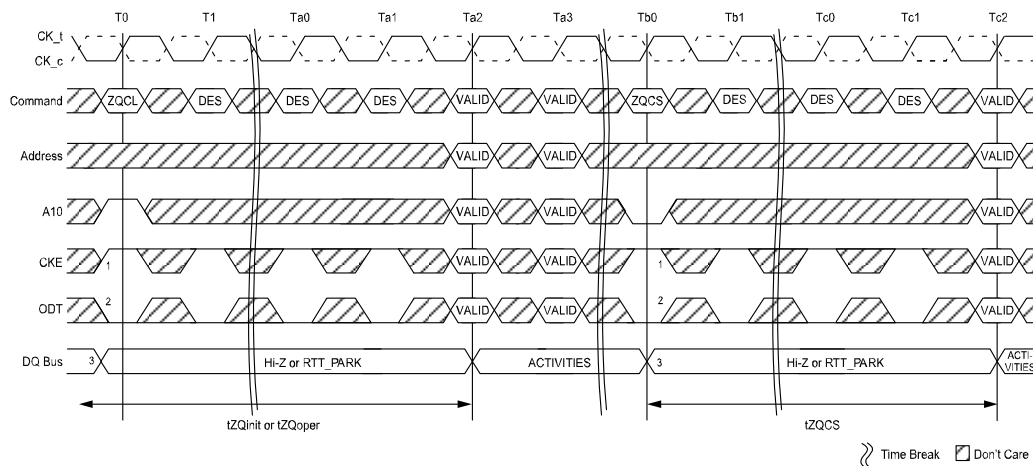 T0 T1 Ta0 Ta1 Ta2 Ta3 Tb0 Tb1 Tc0 Tc1 Tc2
CK_t
CK_c
Command ZQCL DES DES DES VALID VALID ZQCS DES DES DES VALID
Address VALID VALID VALID
A10 VALID VALID VALID
CKE 1 VALID VALID 1 VALID
ODT 2 VALID VALID 2 VALID
DQ Bus 3 Hi-Z or RTT_PARK ACTIVITIES 3 Hi-Z or RTT_PARK ACTI-
VITIES
tZQinit or tZQoper tZQCS
Time Break Don't Care